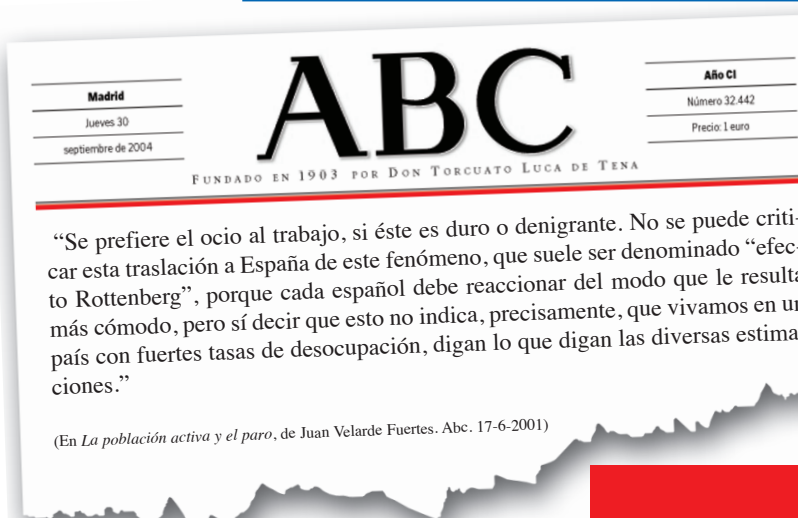 Madrid
Jueves 30
septiembre de 2004
ABC
FUNDADO EN 1903 POR DON TORCUATO LUCA DE TENA
Año CI
Número 32.442
Precio: 1 euro
“Se prefiere el ocio al trabajo, si éste es duro o denigrante. No se puede criti-
car esta traslación a España de este fenómeno, que suele ser denominado “efec-
to Rottenberg”, porque cada español debe reaccionar del modo que le resulta
más cómodo, pero sí decir que esto no indica, precisamente, que vivamos en un
país con fuertes tasas de desocupación, digan lo que digan las diversas estima-
ciones.”
(En La población activa y el paro, de Juan Velarde Fuertes. Abc. 17-6-2001)